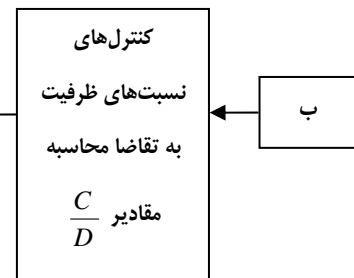 کنترل‌های
نسبت‌های ظرفیت
به تقاضا محاسبه
مقادیر C/D
ب